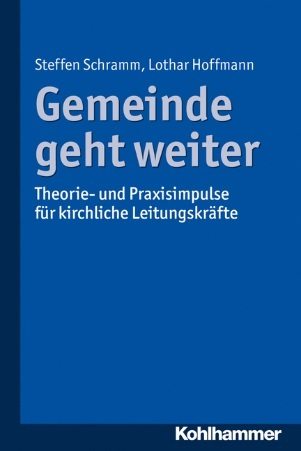 Steffen Schramm, Lothar Hoffmann
Gemeinde
geht weiter
Theorie- und Praxisimpulse
für kirchliche Leitungskräfte
Kohlhammer